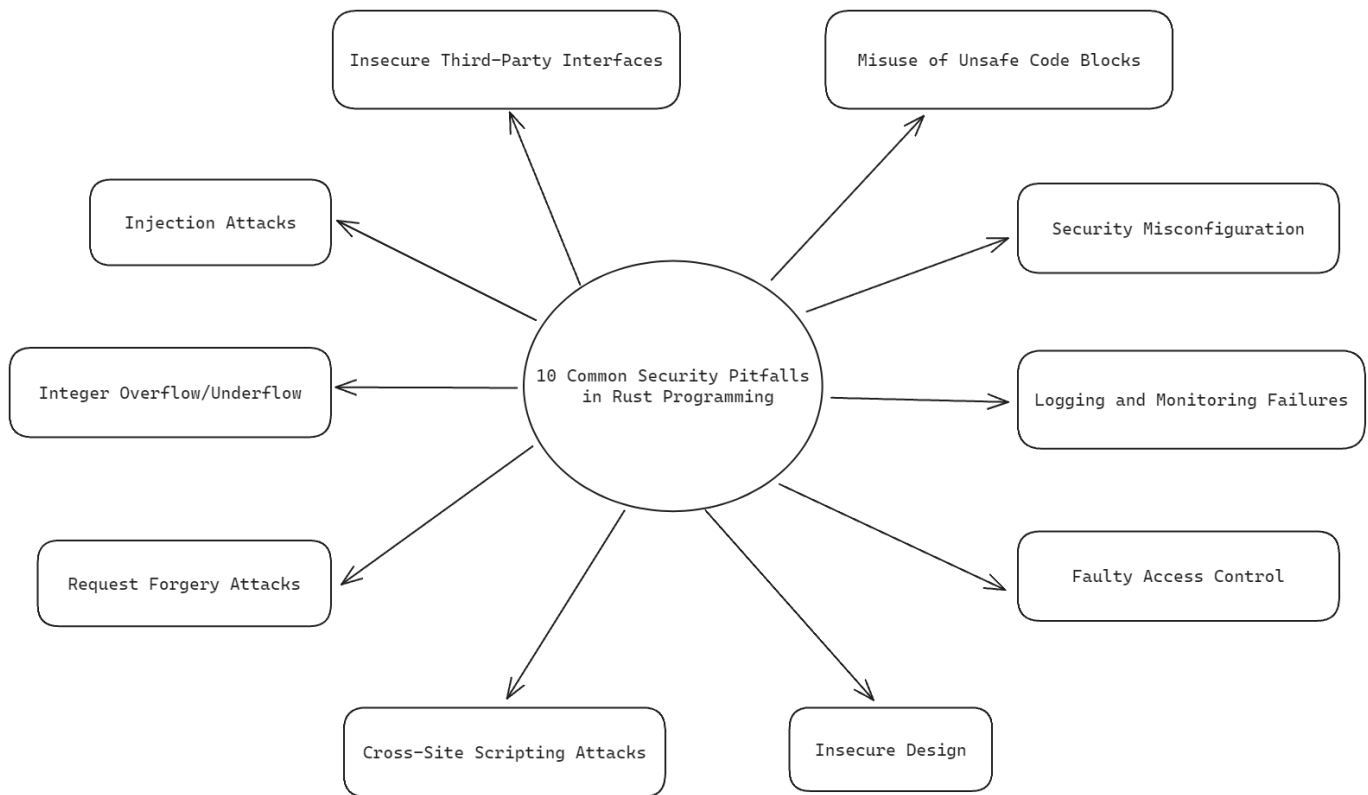 Insecure Third-Party Interfaces
Misuse of Unsafe Code Blocks
Injection Attacks
Security Misconfiguration
10 Common Security Pitfalls
in Rust Programming
Integer Overflow/Underflow
Logging and Monitoring Failures
Request Forgery Attacks
Faulty Access Control
Cross-Site Scripting Attacks
Insecure Design